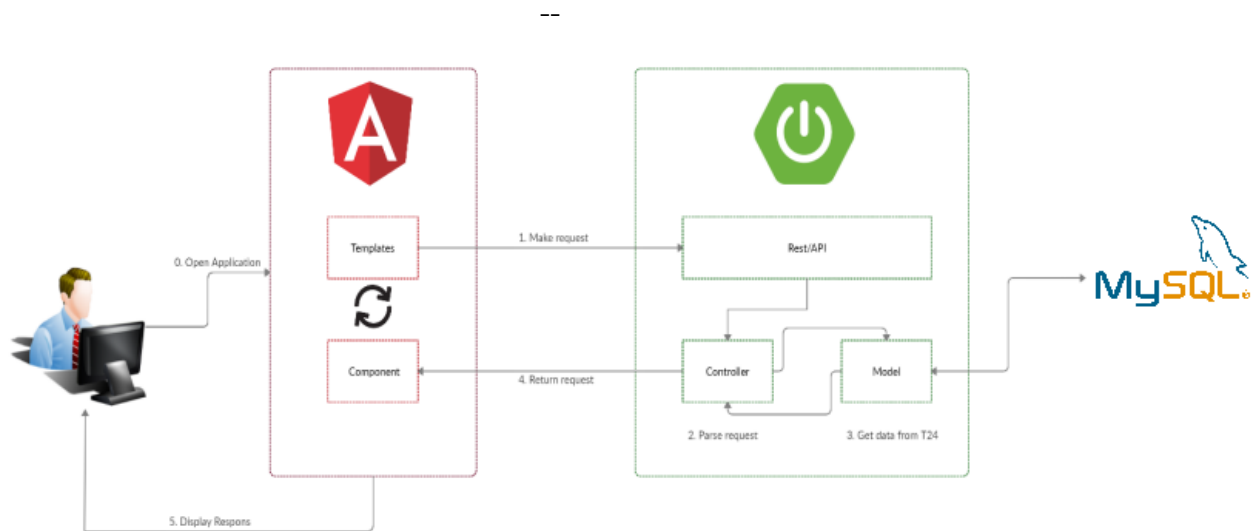 --
A
0. Open Application
Templates
1. Make request
Rest/API
MySQL
Component
4. Return request
Controller
Model
2. Parse request
3. Get data from T24
5. Display Respons